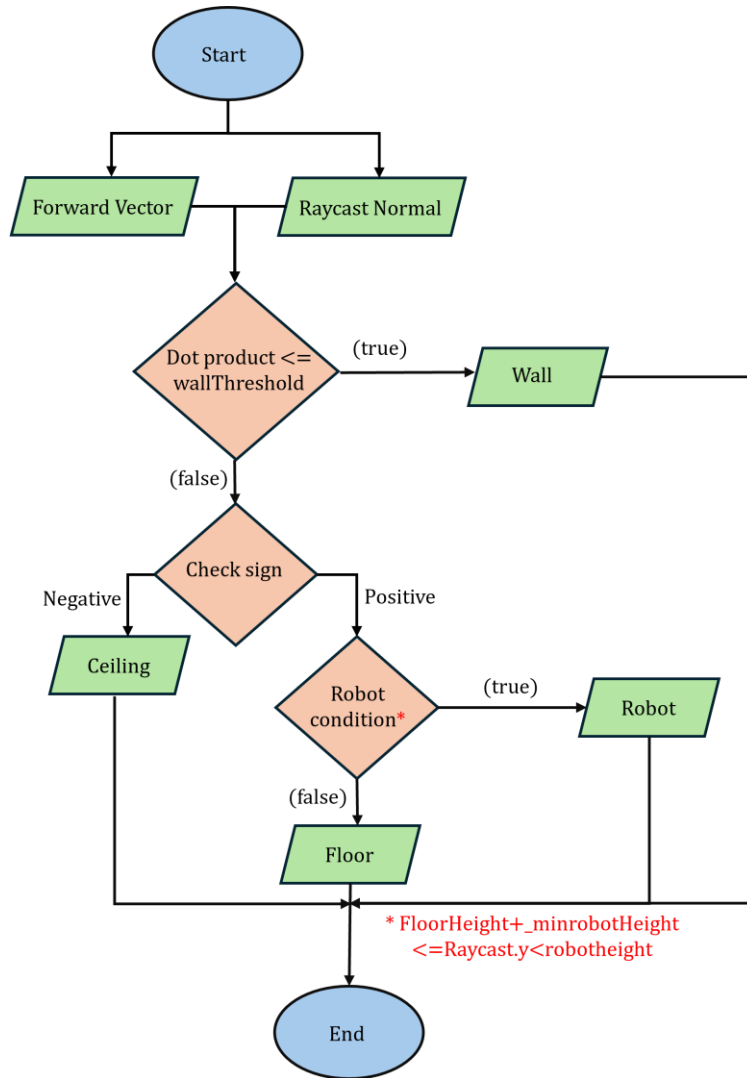 Start
Forward Vector
Raycast Normal
Dot product <=
wallThreshold
(true)
Wall
(false)
Check sign
Negative
Positive
Ceiling
Robot
condition*
(true)
Robot
(false)
Floor
* FloorHeight+_minrobotHeight
<=Raycast.y<robotheight
End